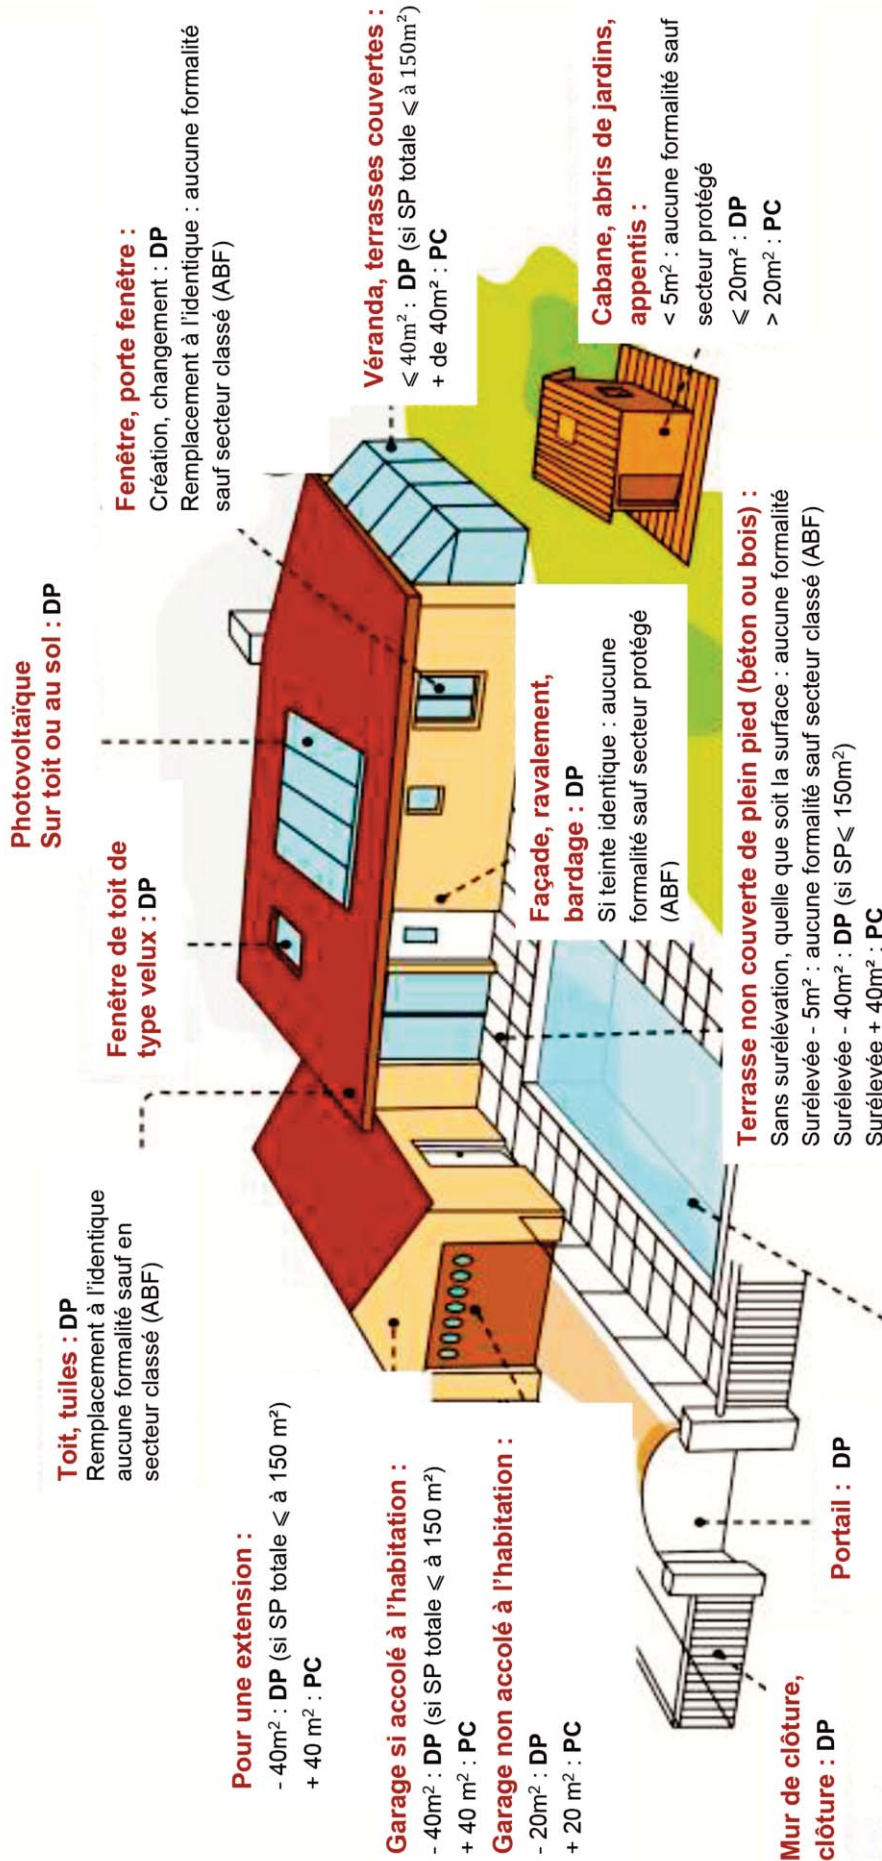 Photovoltaïque
Sur toit ou au sol : DP
Fenêtre de toit de
type velux : DP
Toit, tuiles : DP
Remplacement à l'identique
aucune formalité sauf en
secteur classé (ABF)
Fenêtre, porte fenêtre :
Création, changement : DP
Remplacement à l'identique : aucune formalité
sauf secteur classé (ABF)
Pour une extension :
- 40m² : DP (si SP totale ⩽ à 150 m²)
+ 40 m² : PC
Véranda, terrasses couvertes :
⩽ 40m² : DP (si SP totale ⩽ à 150m²)
+ de 40m² : PC
Garage si accolé à l'habitation :
- 40m² : DP (si SP totale ⩽ à 150 m²)
+ 40 m² : PC
Garage non accolé à l'habitation :
- 20m² : DP
+ 20 m² : PC
Façade, ravalement,
bardage : DP
Si teinte identique : aucune
formalité sauf secteur protégé
(ABF)
Cabane, abris de jardins,
appentis :
< 5m² : aucune formalité sauf
secteur protégé
⩽ 20m² : DP
> 20m² : PC
Mur de clôture,
clôture : DP
Portail : DP
Terrasse non couverte de plein pied (béton ou bois) :
Sans surélévation, quelle que soit la surface : aucune formalité
Surélevée - 5m² : aucune formalité sauf secteur classé (ABF)
Surélevée - 40m² : DP (si SP⩽ 150m²)
Surélevée + 40m² : PC